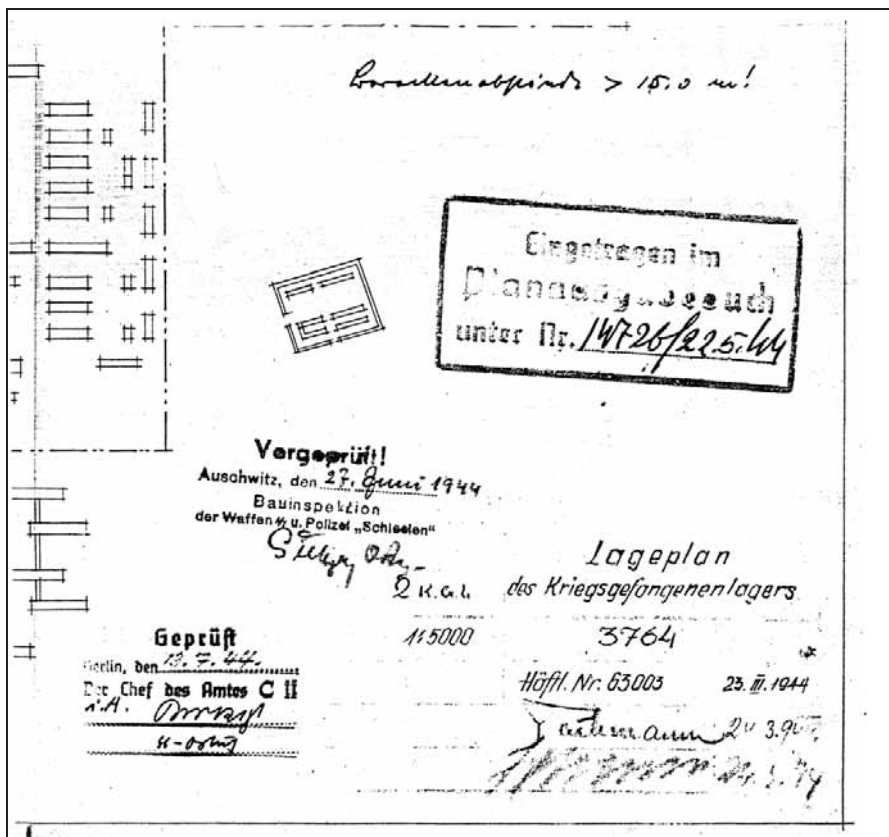 Barackenabstände > 15.0 m!
Eingetragen im
Planausgabebuch
unter Nr. 14726/22.5.44
Vorgeprüft!
Auschwitz, den 27. Juni 1944
Bauinspektion
der Waffen ᛋᛋ u. Polizei „Schlesien“
K.G.L.
Lageplan
des Kriegsgefangenenlagers
1:5000
3764
Häftl. Nr. 63003 23.III.1944
Geprüft
Berlin, den 13.7.44.
Der Chef des Amtes C II
i.A.